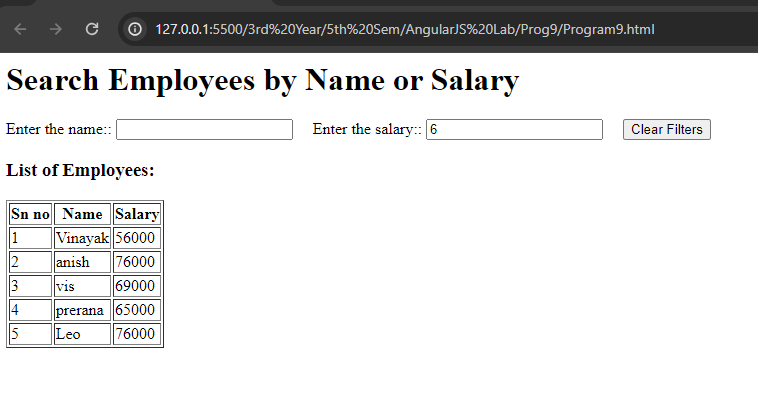 127.0.0.1:5500/3rd%20Year/5th%20Sem/AngularJS%20Lab/Prog9/Program9.html
Search Employees by Name or Salary
Enter the name:: Enter the salary:: 6 Clear Filters
List of Employees:
Sn no Name Salary
1 Vinayak 56000
2 anish 76000
3 vis 69000
4 prerana 65000
5 Leo 76000